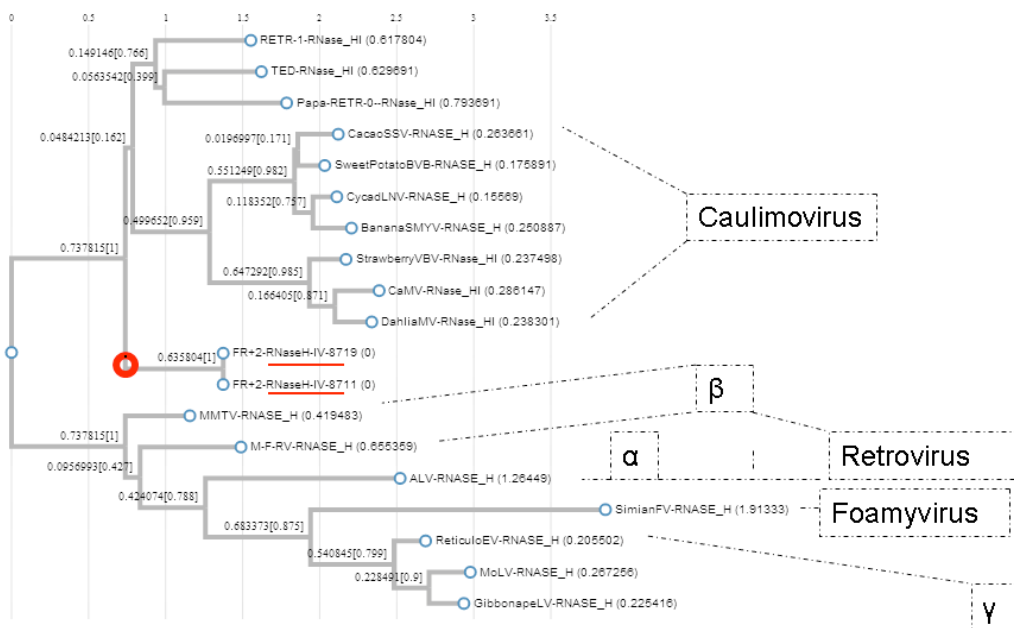 0 0.5 1 1.5 2 2.5 3 3.5
RETR-1-RNase_HI (0.617804)
0.149146[0.766]
TED-RNase_HI (0.629691)
0.0563542[0.399]
Papa-RETR-0--RNase_HI (0.793691)
0.0484213[0.162]
CacaoSSV-RNASE_H (0.263661)
0.0196997[0.171]
SweetPotatoBVB-RNASE_H (0.175891)
0.551249[0.982]
CycadLNV-RNASE_H (0.15569)
0.118352[0.757]
0.499652[0.959]
BananaSMYV-RNASE_H (0.250887)
Caulimovirus
0.737815[1]
StrawberryVBV-RNase_HI (0.237498)
0.647292[0.985]
CaMV-RNase_HI (0.286147)
0.166405[0.871]
DahliaMV-RNase_HI (0.238301)
0.635804[1]
FR+2-RNaseH-IV-8719 (0)
FR+2-RNaseH-IV-8711 (0)
β
MMTV-RNASE_H (0.419483)
0.737815[1]
M-F-RV-RNASE_H (0.655359)
α
Retrovirus
0.0956993[0.427]
ALV-RNASE_H (1.26449)
0.424074[0.788]
SimianFV-RNASE_H (1.91333)
Foamyvirus
0.683373[0.875]
ReticuloEV-RNASE_H (0.205502)
0.540845[0.799]
MoLV-RNASE_H (0.267256)
0.228491[0.9]
GibbonapeLV-RNASE_H (0.225416)
γ